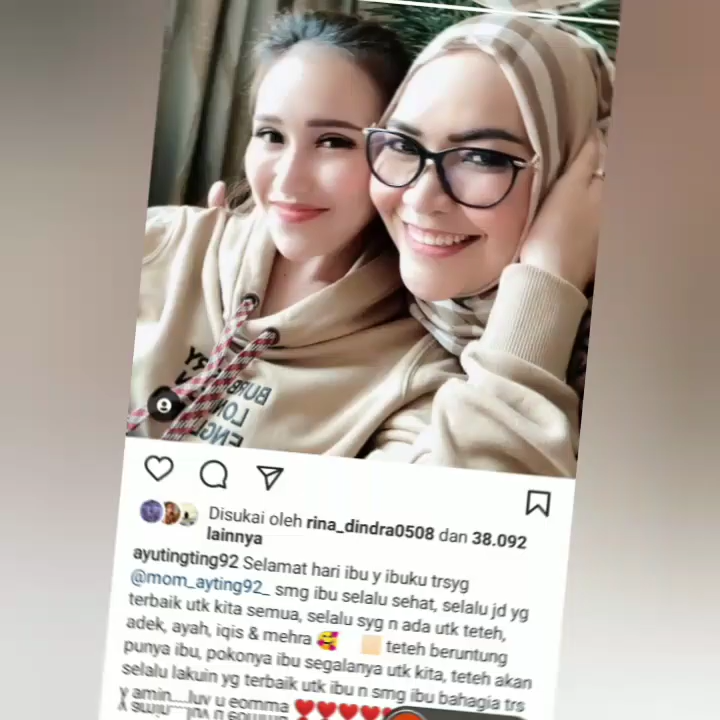 BURBERRY
LONDON
ENGLAND
Disukai oleh rina_dindra0508 dan 38.092
lainnya
ayutingting92 Selamat hari ibu y ibuku trsyg
@mom_ayting92_ smg ibu selalu sehat, selalu jd yg
terbaik utk kita semua, selalu syg n ada utk teteh,
adek, ayah, iqis & mehra 🥰 🏻 teteh beruntung
punya ibu, pokonya ibu segalanya utk kita, teteh akan
selalu lakuin yg terbaik utk ibu n smg ibu bahagia trs
y amin....luv u eomma ❤️❤️❤️❤️